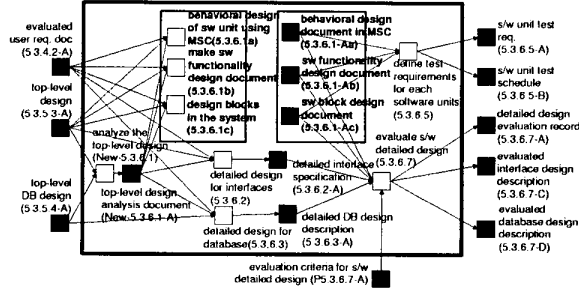 evaluated
user req. doc
(5.3.4.2-A)
top-level
design
(5.5.5.3-A)
top-level
DB design
(5.3.5.4-A)
behavioral design
of sw unit using
MSC(5.3.6.1a)
make sw
functionality
design document
(5.3.6.1b)
design blocks
in the system
(5.3.6.1c)
behavioral design
document in MSC
(5.3.6.1-Aa)
sw functionality
design document
(5.3.6.1-Ab)
sw block design
document
(5.3.6.1-Ac)
define test
requirements
for each
software units
(5.3.6.5)
analyze the
top-level design
(New-5.3.6.1)
top-level design
analysis document
(New-5.3.6.1-A)
detailed design
for interfaces
(5.3.6.2)
detailed design for
database(5.3.6.3)
detailed interface
specification
(5.3.6.2-A)
detailed DB design
description
(5.3.6.3-A)
evaluate s/w
detailed design
(5.3.6.7)
evaluation criteria for s/w
detailed design (P5.3.6.7-A)
s/w unit test
req.
(5.3.6.5-A)
s/w unit test
schedule
(5.3.6.5-B)
detailed design
evaluation record
(5.3.6.7-A)
evaluated
interface design
description
(5.3.6.7-C)
evaluated
database design
description
(5.3.6.7-D)